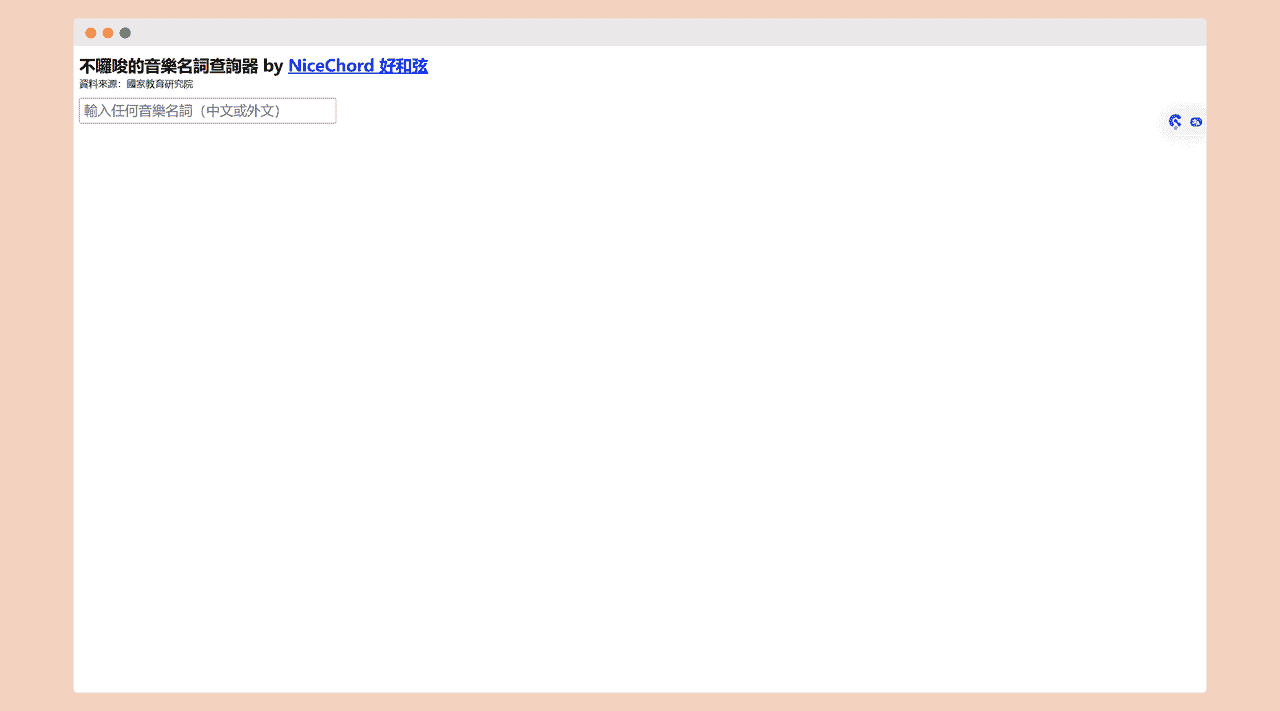 不囉唆的音樂名詞查詢器 by NiceChord 好和弦
資料來源：國家教育研究院
輸入任何音樂名詞（中文或外文）